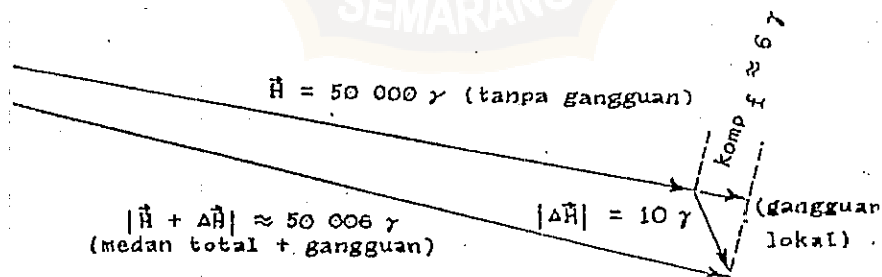 SEMARANG
H⃗ = 50 000 γ (tanpa gangguan)
komp f ≈ 6 γ
|H⃗ + ΔH⃗| ≈ 50 006 γ
(medan total + gangguan)
|ΔH⃗| = 10 γ
(gangguan
lokal)